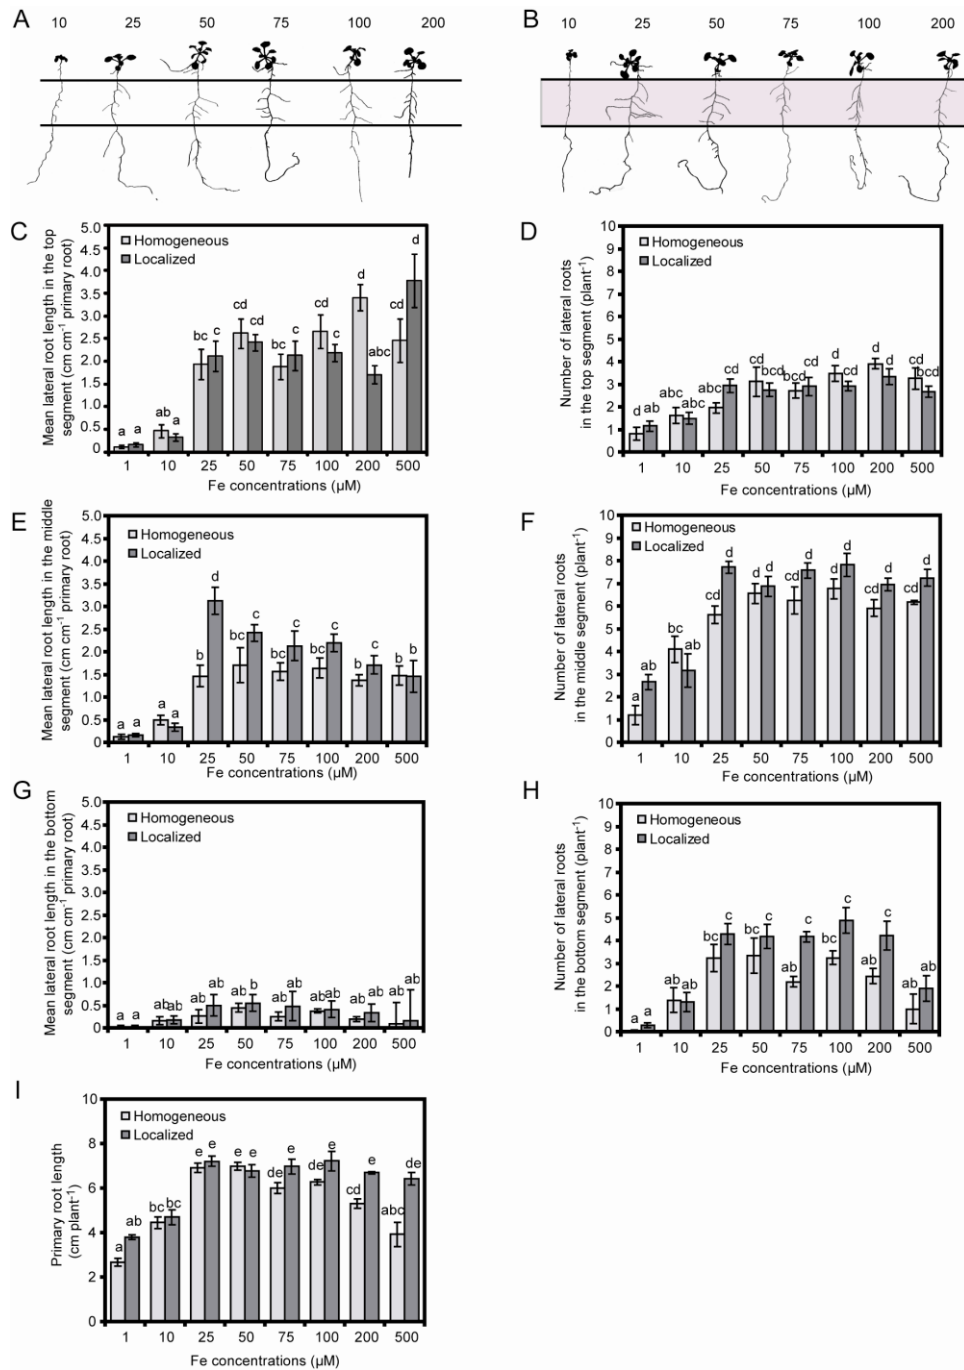 A
10 25 50 75 100 200
B
10 25 50 75 100 200
C
Mean lateral root length in the top
segment (cm cm⁻¹ primary root)
5.0
4.5
4.0
3.5
3.0
2.5
2.0
1.5
1.0
0.5
0
Homogeneous
Localized
a a ab a bc c cd cd bc c cd c d abc cd d
1 10 25 50 75 100 200 500
Fe concentrations (µM)
D
Number of lateral roots
in the top segment (plant⁻¹)
10
9
8
7
6
5
4
3
2
1
0
Homogeneous
Localized
d ab abc abc abc cd cd bcd bcd cd d cd d d cd bcd
1 10 25 50 75 100 200 500
Fe concentrations (µM)
E
Mean lateral root length in the middle
segment (cm cm⁻¹ primary root)
5.0
4.5
4.0
3.5
3.0
2.5
2.0
1.5
1.0
0.5
0
Homogeneous
Localized
a a a a b d bc c bc c bc c b c b b
1 10 25 50 75 100 200 500
Fe concentrations (µM)
F
Number of lateral roots
in the middle segment (plant⁻¹)
10
9
8
7
6
5
4
3
2
1
0
Homogeneous
Localized
a ab bc ab cd d d d cd d d d cd d cd d
1 10 25 50 75 100 200 500
Fe concentrations (µM)
G
Mean lateral root length in the bottom
segment (cm cm⁻¹ primary root)
5.0
4.5
4.0
3.5
3.0
2.5
2.0
1.5
1.0
0.5
0
Homogeneous
Localized
a a ab ab ab ab ab b ab ab ab ab ab ab ab ab
1 10 25 50 75 100 200 500
Fe concentrations (µM)
H
Number of lateral roots
in the bottom segment (plant⁻¹)
10
9
8
7
6
5
4
3
2
1
0
Homogeneous
Localized
a a ab ab bc c bc c ab c bc c ab c ab ab
1 10 25 50 75 100 200 500
Fe concentrations (µM)
I
Primary root length
(cm plant⁻¹)
10
8
6
4
2
0
Homogeneous
Localized
a ab bc bc e e e e de e de e cd e abc de
1 10 25 50 75 100 200 500
Fe concentrations (µM)